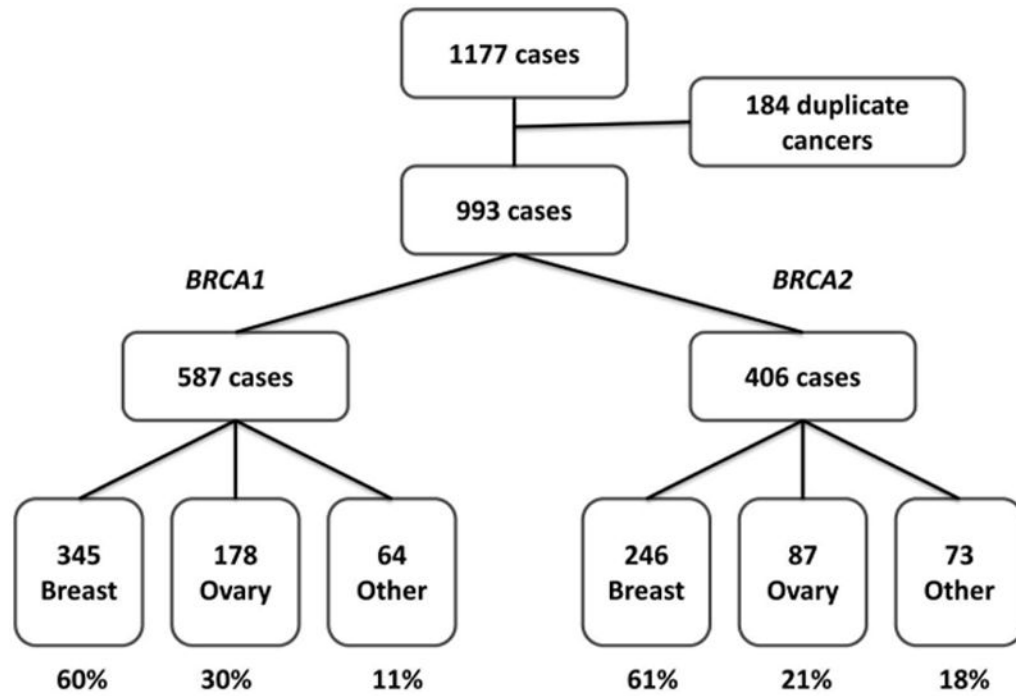 1177 cases
184 duplicate
cancers
993 cases
BRCA1
BRCA2
587 cases
406 cases
345
Breast
178
Ovary
64
Other
246
Breast
87
Ovary
73
Other
60%
30%
11%
61%
21%
18%